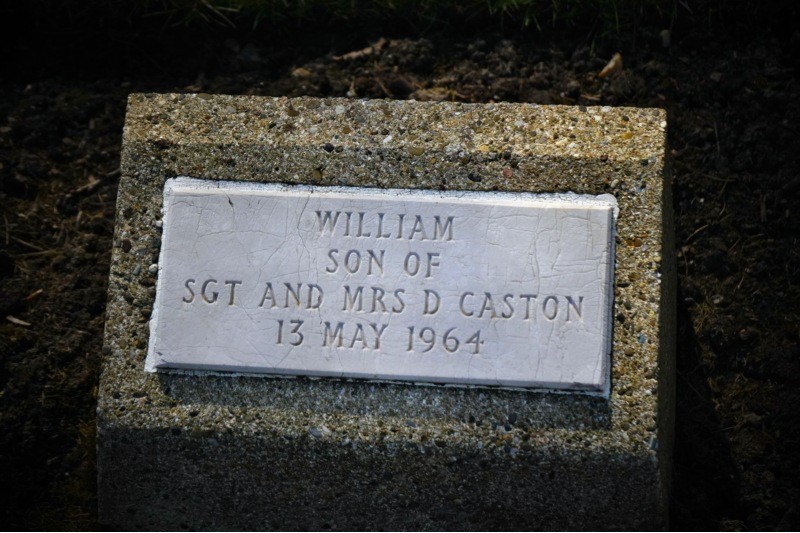 WILLIAM
SON OF
SGT AND MRS D CASTON
13 MAY 1964